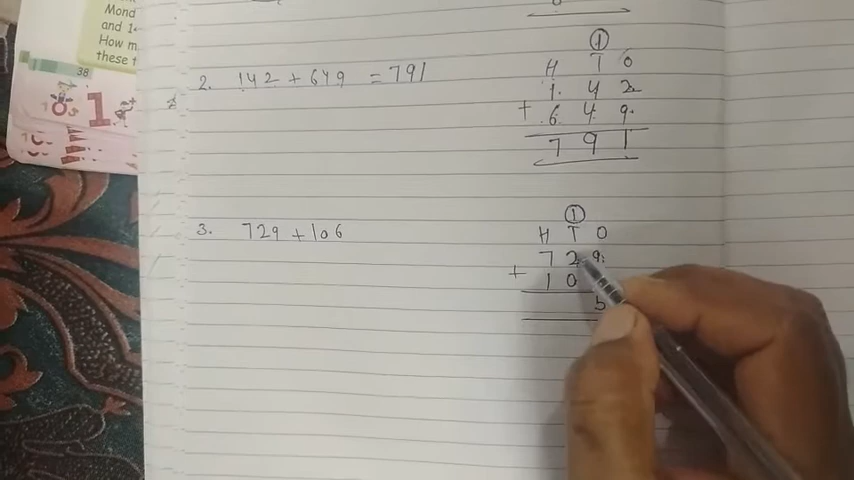 Mond
and 14
How m
these t
38
1
2. 142 + 649 = 791
1
H T O
1. 4 2.
+ 6 4. 9.
7 9 1
3. 729 + 106
1
H T O
7 2 9.
+ 1 0
5